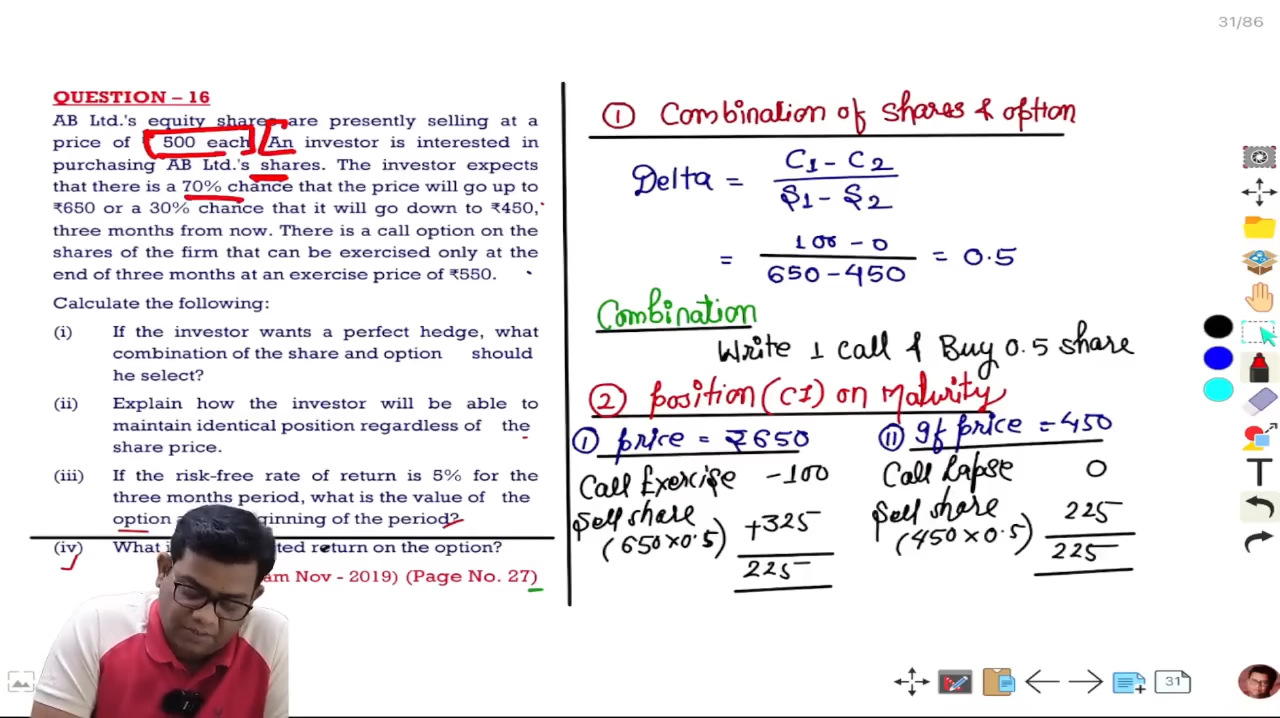 31/86
QUESTION – 16
AB Ltd.'s equity shares are presently selling at a
price of 500 each An investor is interested in
purchasing AB Ltd.'s shares. The investor expects
that there is a 70% chance that the price will go up to
₹650 or a 30% chance that it will go down to ₹450,
three months from now. There is a call option on the
shares of the firm that can be exercised only at the
end of three months at an exercise price of ₹550.
Calculate the following:
(i) If the investor wants a perfect hedge, what
combination of the share and option should
he select?
(ii) Explain how the investor will be able to
maintain identical position regardless of the
share price.
(iii) If the risk-free rate of return is 5% for the
three months period, what is the value of the
option ginning of the period?
(iv) What return on the option?
am Nov - 2019) (Page No. 27)
① Combination of shares & option
Delta = C1 - C2
S1 - S2
= 100 - 0
650 - 450
= 0.5
Combination
Write 1 Call & Buy 0.5 share
② Position (CI) on Maturity
① price = ₹650
Call Exercise -100
Sell share
(650×0.5) +325
225
② If price = 450
Call Lapse 0
Sell share 225
(450×0.5)
225
T
31